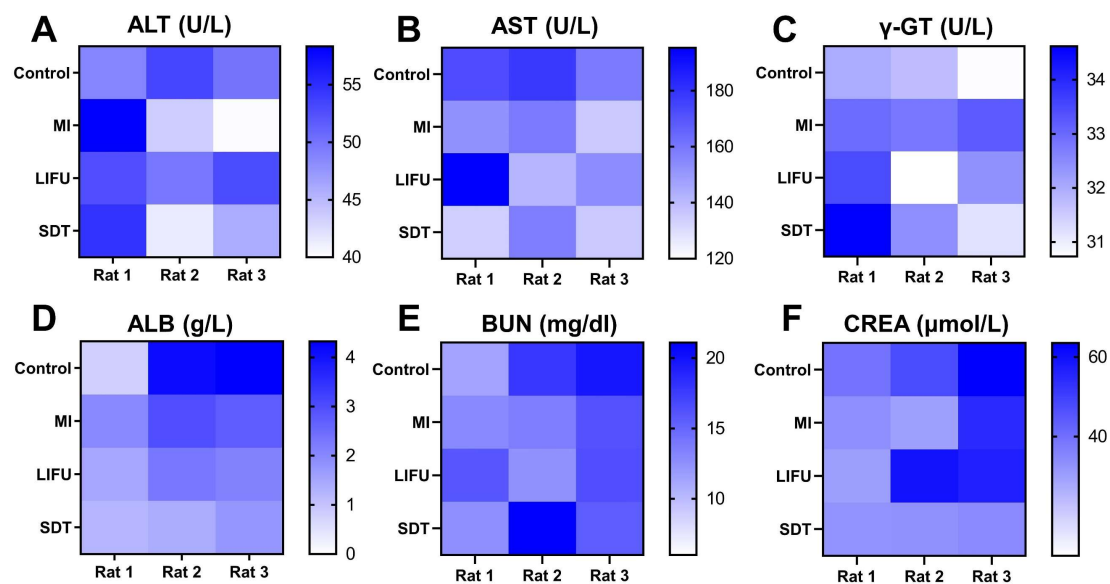 A ALT (U/L)
Control
MI
LIFU
SDT
Rat 1 Rat 2 Rat 3
55
50
45
40
B AST (U/L)
Control
MI
LIFU
SDT
Rat 1 Rat 2 Rat 3
180
160
140
120
C γ-GT (U/L)
Control
MI
LIFU
SDT
Rat 1 Rat 2 Rat 3
34
33
32
31
D ALB (g/L)
Control
MI
LIFU
SDT
Rat 1 Rat 2 Rat 3
4
3
2
1
0
E BUN (mg/dl)
Control
MI
LIFU
SDT
Rat 1 Rat 2 Rat 3
20
15
10
F CREA (μmol/L)
Control
MI
LIFU
SDT
Rat 1 Rat 2 Rat 3
60
40